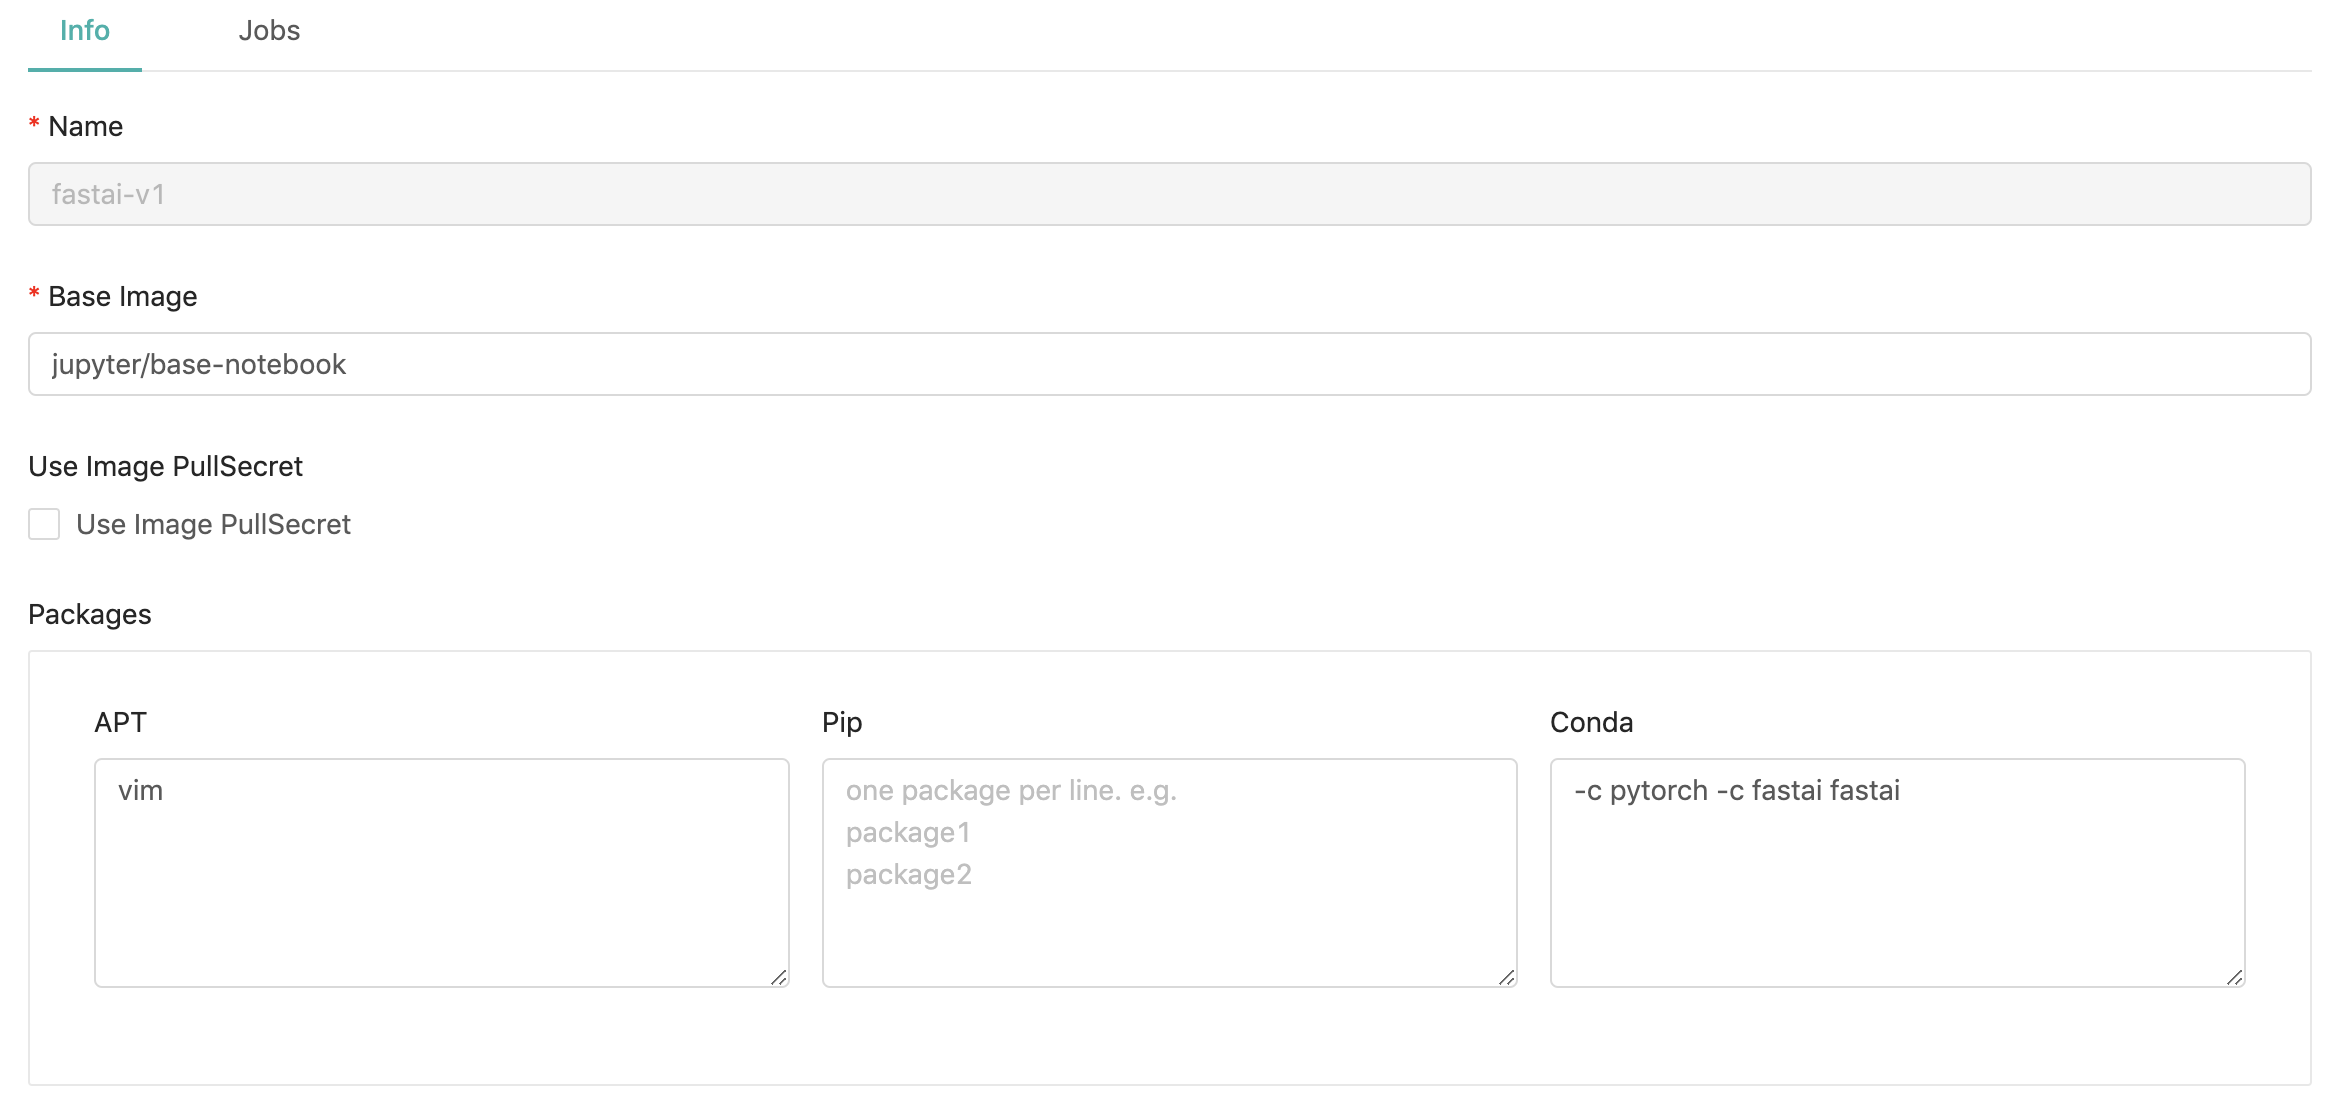 Info Jobs
* Name
fastai-v1
* Base Image
jupyter/base-notebook
Use Image PullSecret
Use Image PullSecret
Packages
APT
vim
Pip
one package per line. e.g.
package1
package2
Conda
-c pytorch -c fastai fastai